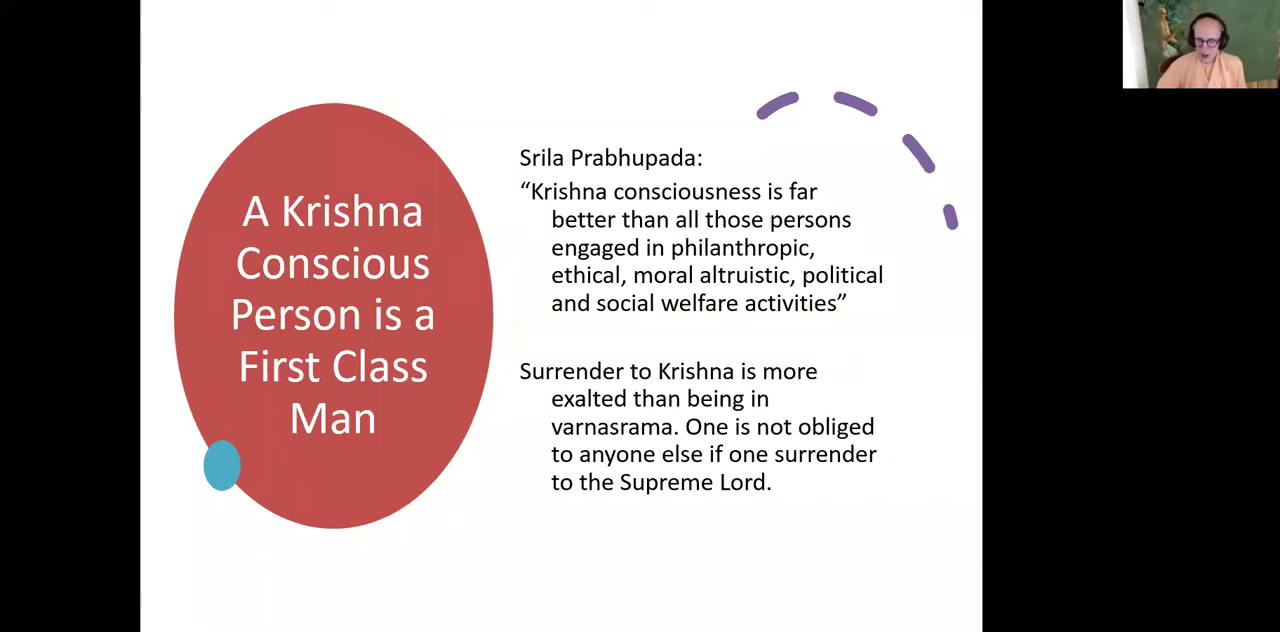 A Krishna
Conscious
Person is a
First Class
Man
Srila Prabhupada:
“Krishna consciousness is far
better than all those persons
engaged in philanthropic,
ethical, moral altruistic, political
and social welfare activities”
Surrender to Krishna is more
exalted than being in
varnasrama. One is not obliged
to anyone else if one surrender
to the Supreme Lord.